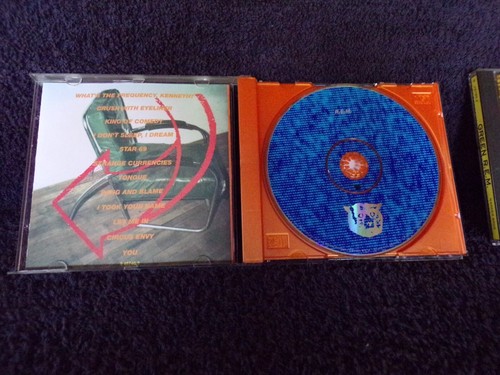 WHAT'S THE FREQUENCY, KENNETH?
CRUSH WITH EYELINER
KING OF COMEDY
DON'T SLEEP, I DREAM
STAR 69
STRANGE CURRENCIES
TONGUE
BANG AND BLAME
I TOOK YOUR NAME
LET ME IN
CIRCUS ENVY
YOU
R.E.M.
R.E.M.